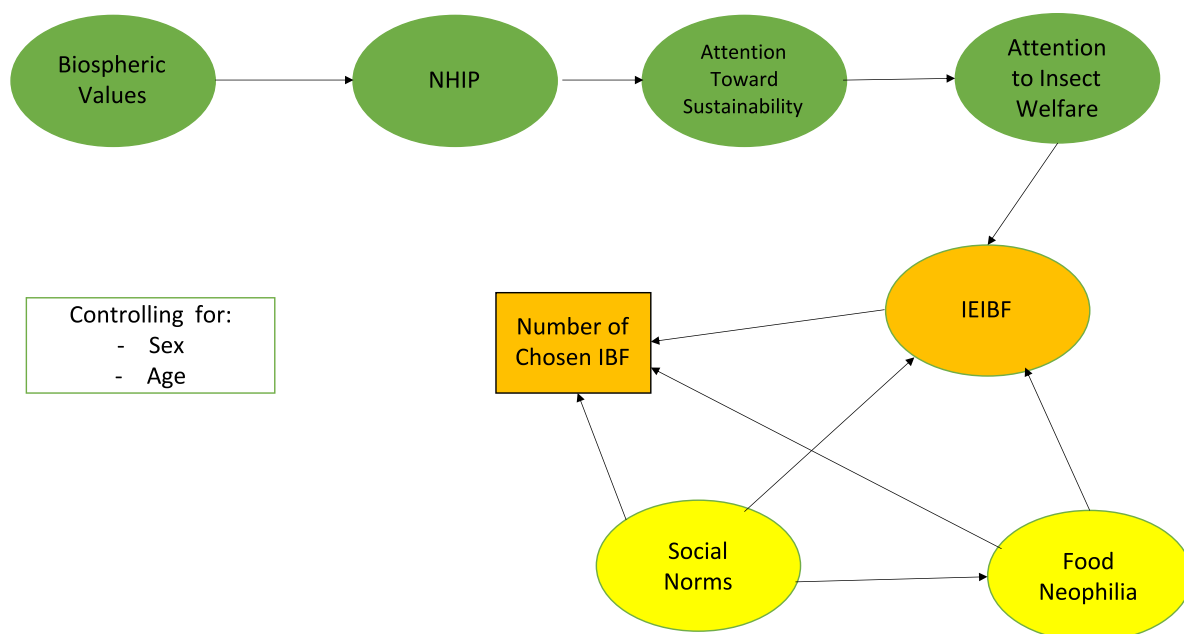 Biospheric
Values
NHIP
Attention
Toward
Sustainability
Attention
to Insect
Welfare
Controlling for:
- Sex
- Age
Number of
Chosen IBF
IEIBF
Social
Norms
Food
Neophilia